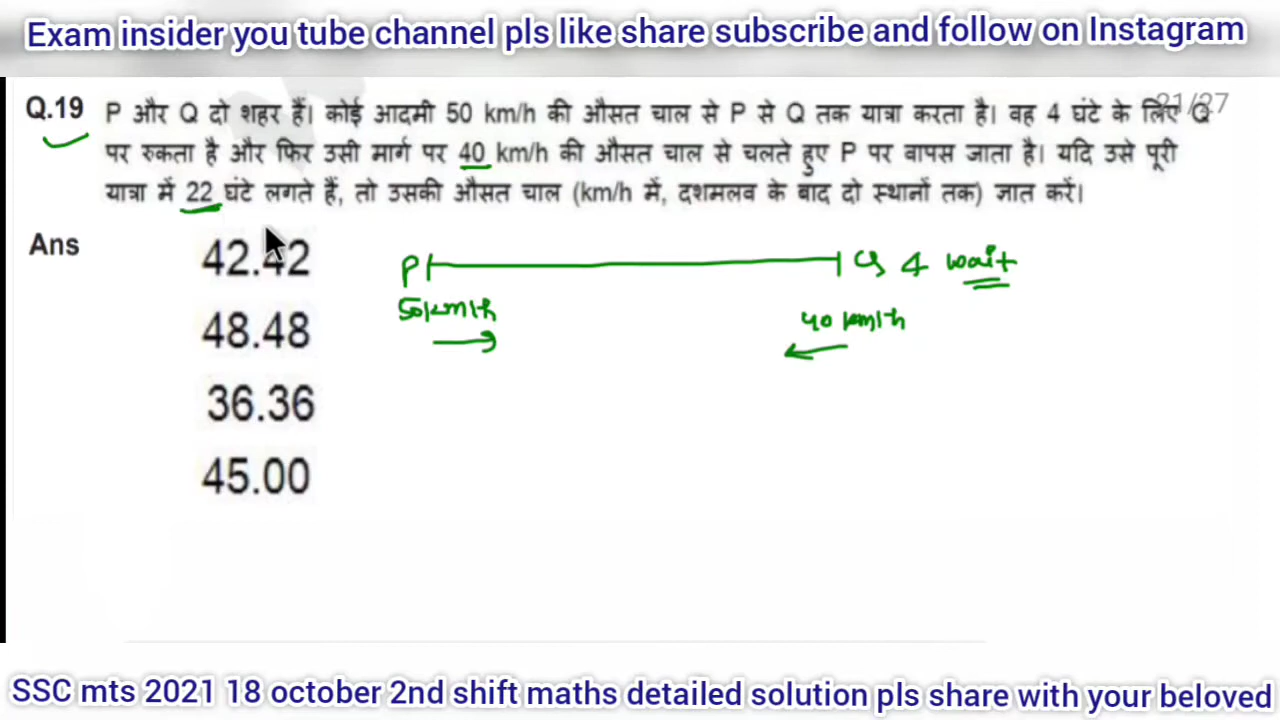 Exam insider you tube channel pls like share subscribe and follow on Instagram
21/27
Q.19 P और Q दो शहर हैं। कोई आदमी 50 km/h की औसत चाल से P से Q तक यात्रा करता है। वह 4 घंटे के लिए Q
पर रुकता है और फिर उसी मार्ग पर 40 km/h की औसत चाल से चलते हुए P पर वापस जाता है। यदि उसे पूरी
यात्रा में 22 घंटे लगते हैं, तो उसकी औसत चाल (km/h में, दशमलव के बाद दो स्थानों तक) ज्ञात करें।
Ans 42.42
P Q 4 wait
50km/h
40 km/h
48.48
36.36
45.00
SSC mts 2021 18 october 2nd shift maths detailed solution pls share with your beloved